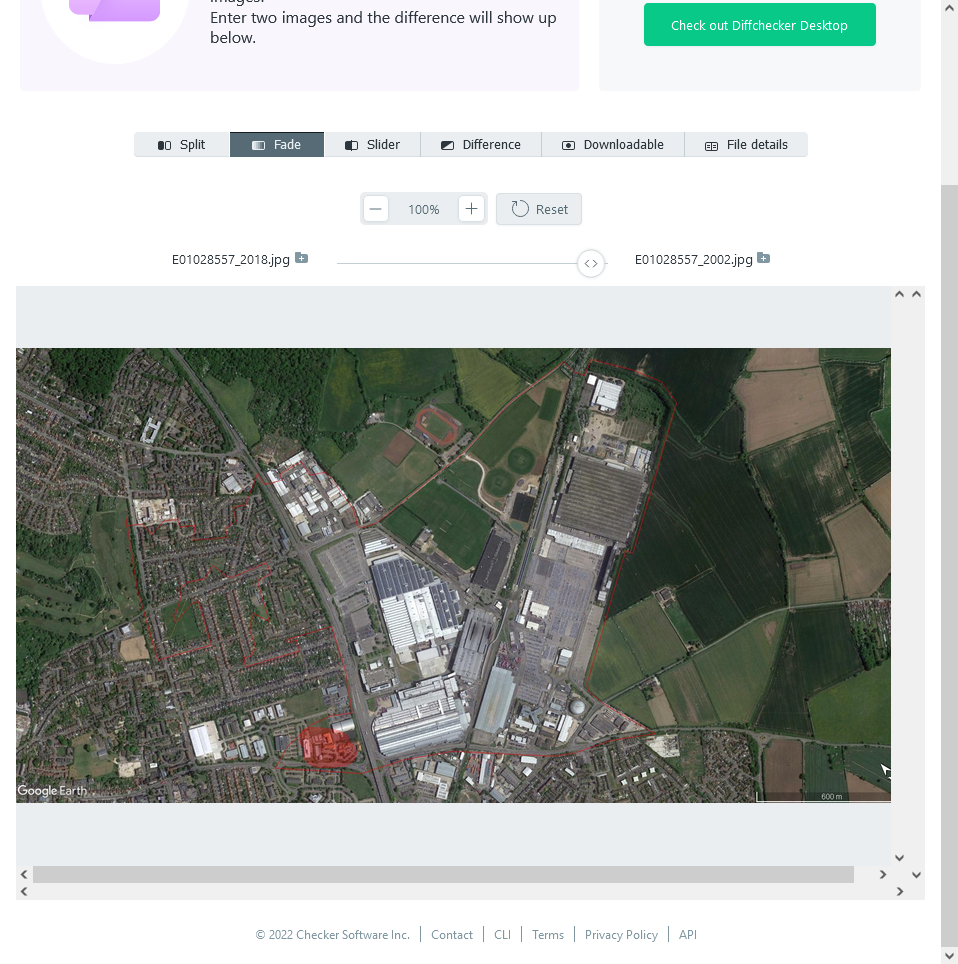 images.
Enter two images and the difference will show up
below.
Check out Diffchecker Desktop
Split
Fade
Slider
Difference
Downloadable
File details
100%
Reset
E01028557_2018.jpg
E01028557_2002.jpg
Google Earth
600 m
© 2022 Checker Software Inc.
Contact
CLI
Terms
Privacy Policy
API